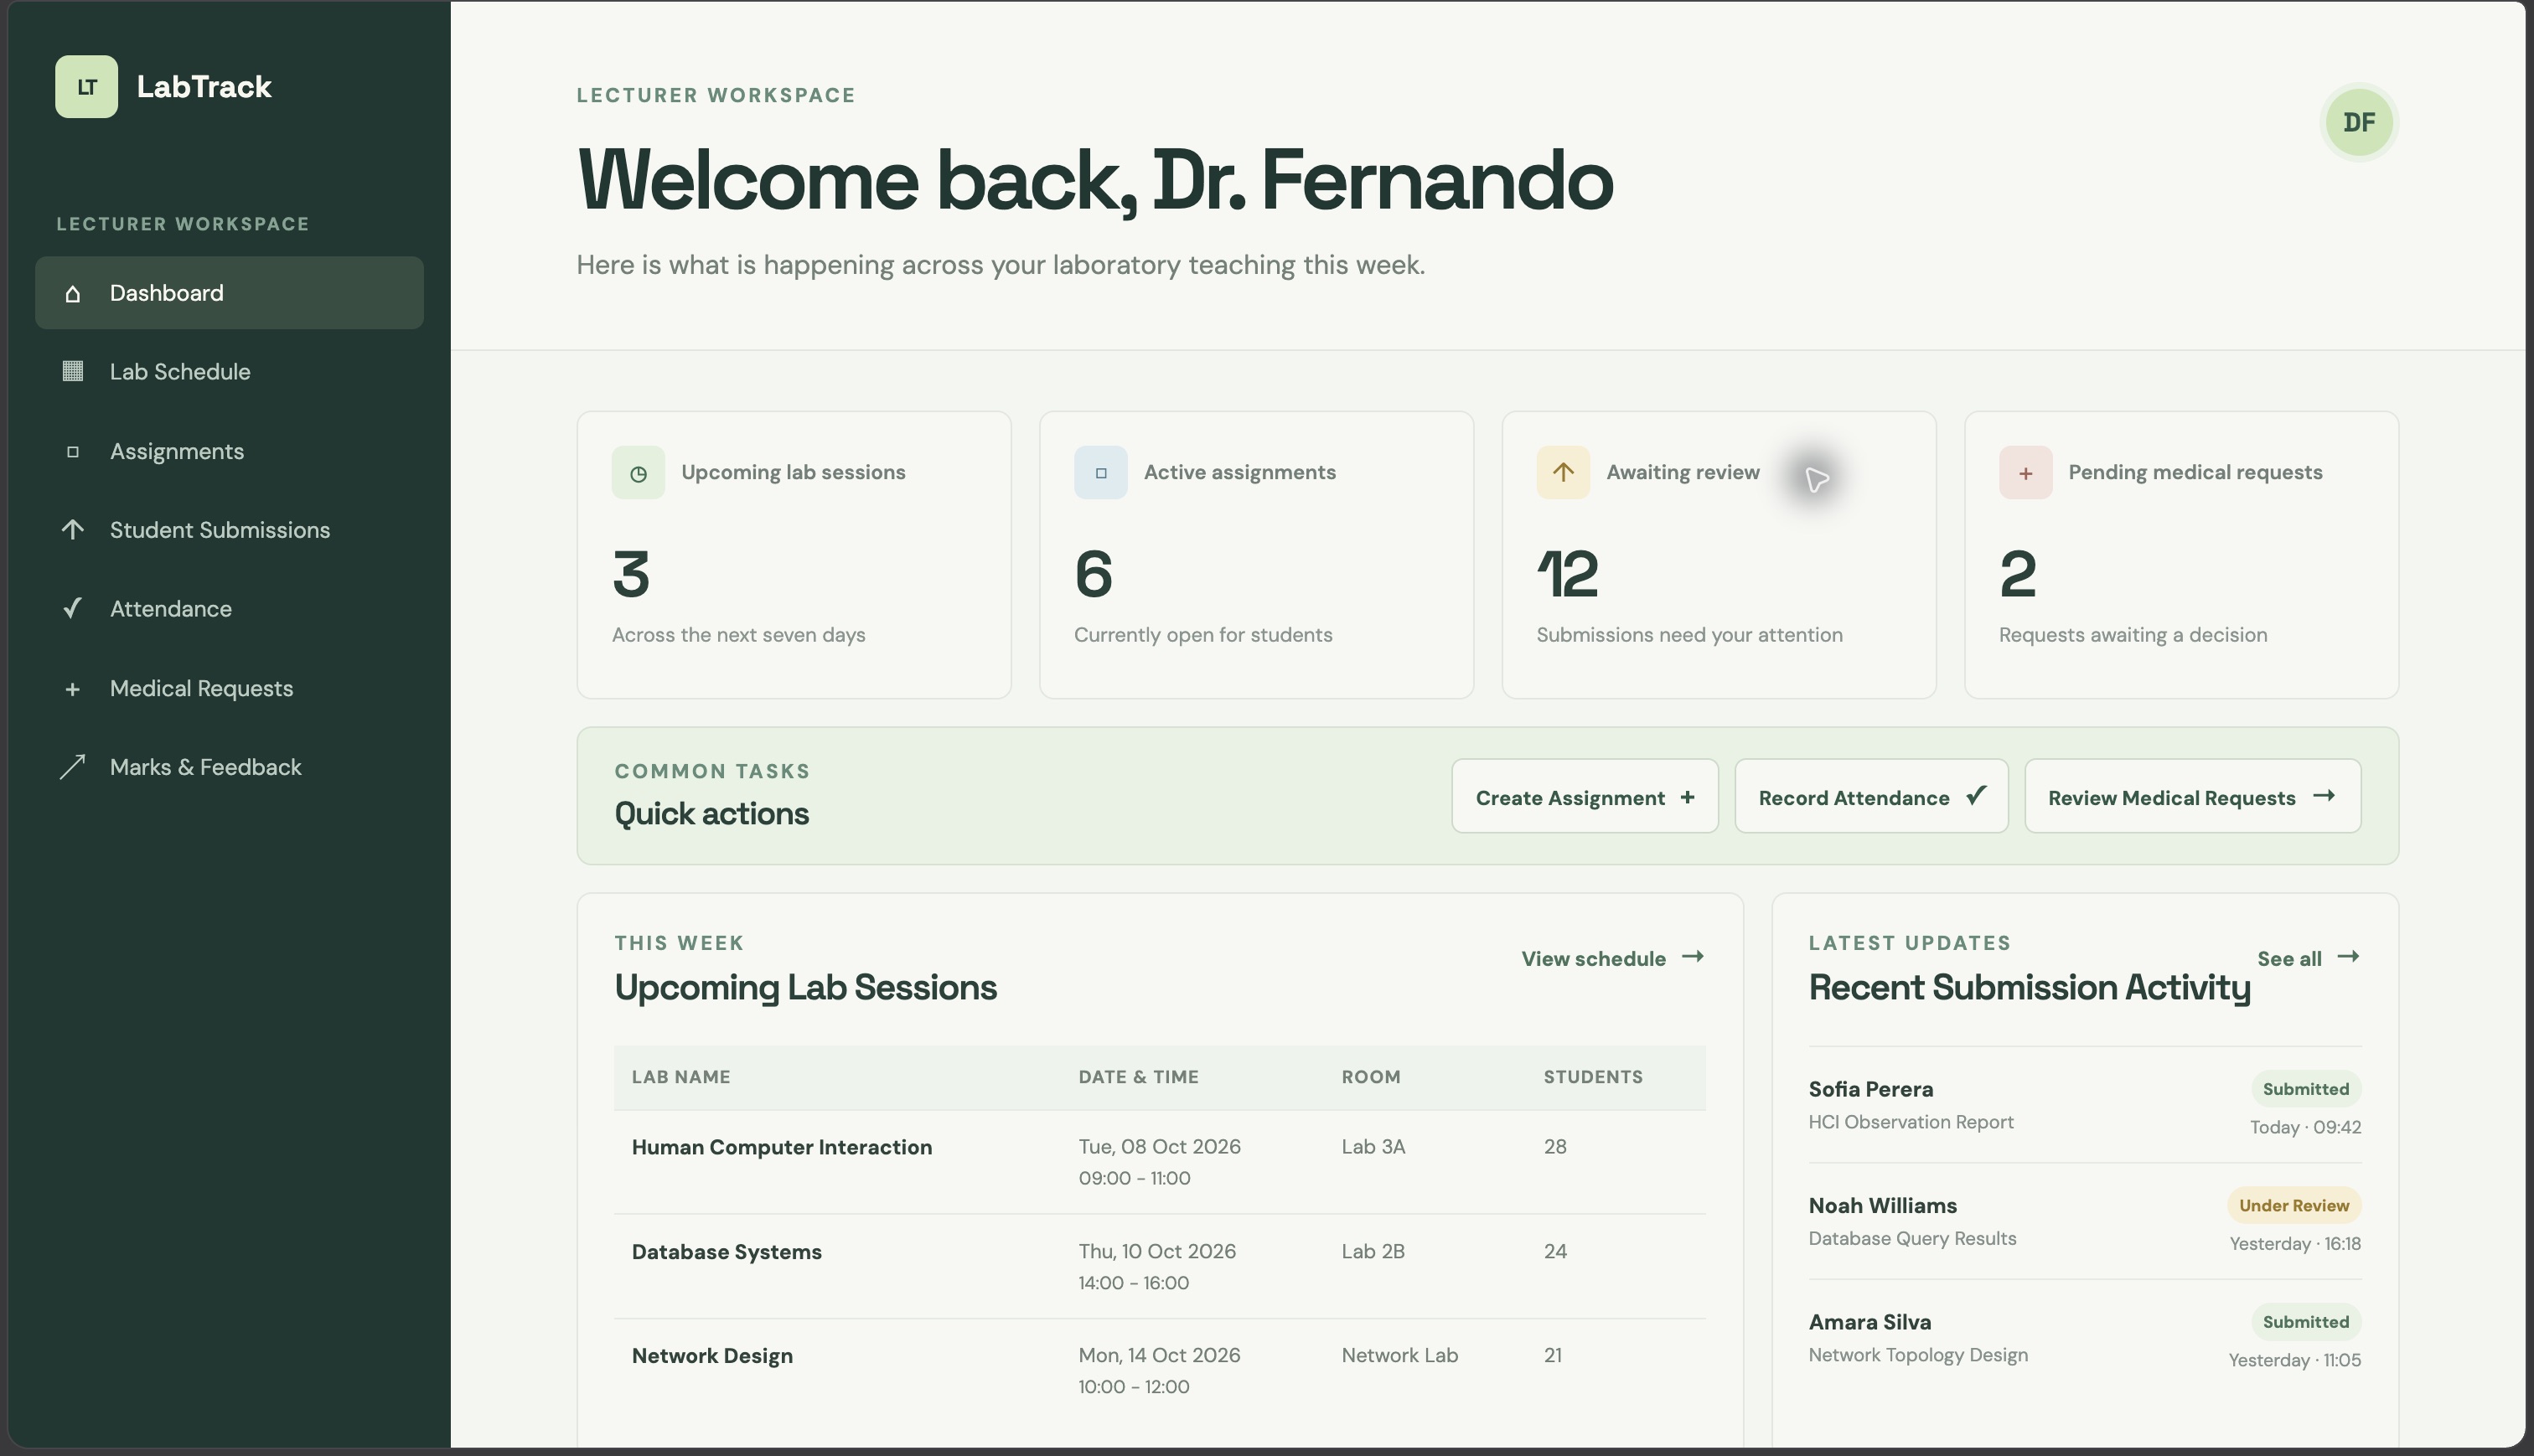 LT
LabTrack
LECTURER WORKSPACE
Dashboard
Lab Schedule
Assignments
Student Submissions
Attendance
Medical Requests
Marks & Feedback
LECTURER WORKSPACE
DF
Welcome back, Dr. Fernando
Here is what is happening across your laboratory teaching this week.
Upcoming lab sessions
3
Across the next seven days
Active assignments
6
Currently open for students
Awaiting review
12
Submissions need your attention
Pending medical requests
2
Requests awaiting a decision
COMMON TASKS
Quick actions
Create Assignment +
Record Attendance ✓
Review Medical Requests →
THIS WEEK
Upcoming Lab Sessions
View schedule →
LAB NAME DATE & TIME ROOM STUDENTS
Human Computer Interaction Tue, 08 Oct 2026 Lab 3A 28
09:00 - 11:00
Database Systems Thu, 10 Oct 2026 Lab 2B 24
14:00 - 16:00
Network Design Mon, 14 Oct 2026 Network Lab 21
10:00 - 12:00
LATEST UPDATES
Recent Submission Activity
See all →
Sofia Perera Submitted
HCI Observation Report Today · 09:42
Noah Williams Under Review
Database Query Results Yesterday · 16:18
Amara Silva Submitted
Network Topology Design Yesterday · 11:05